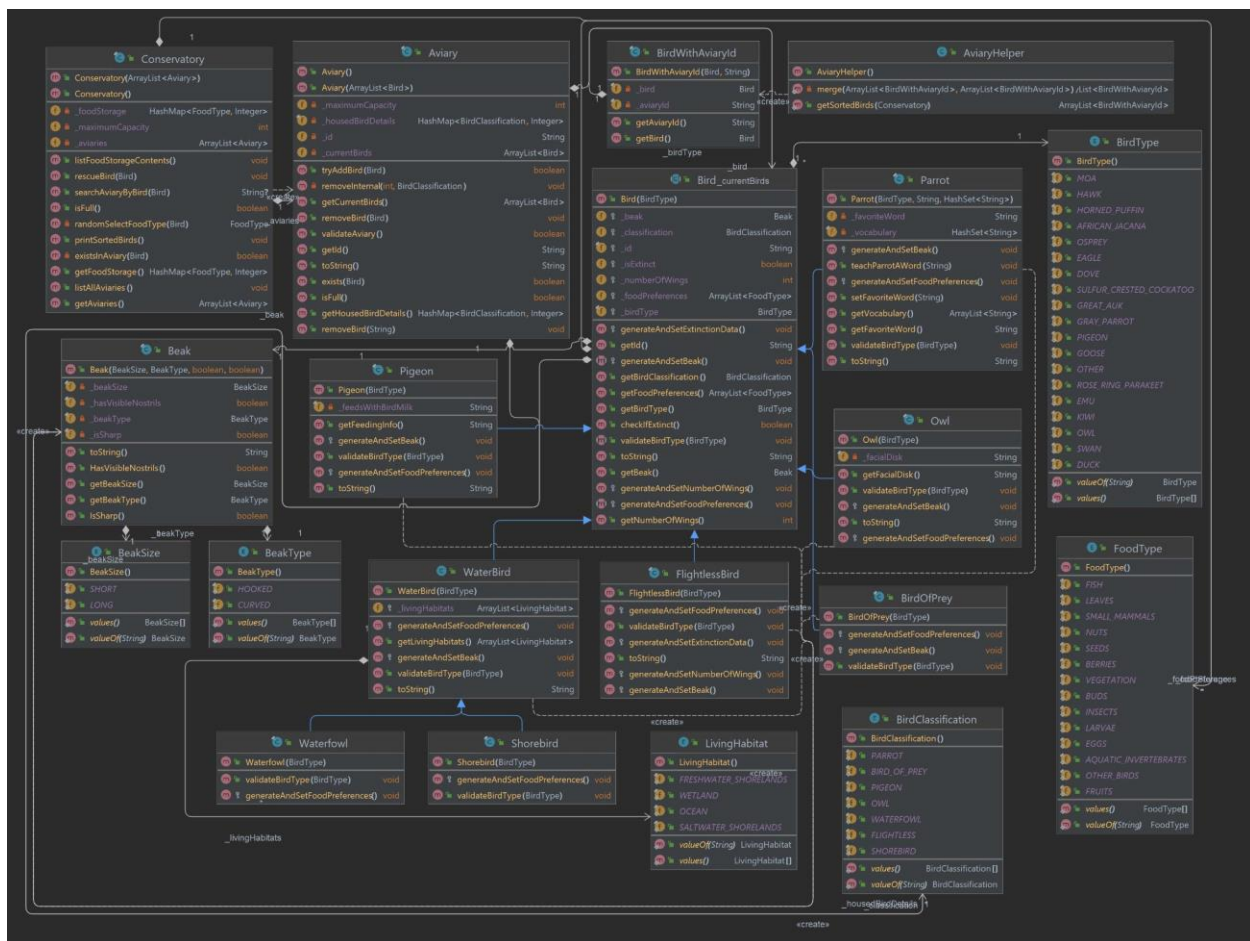 Conservatory
Conservatory(ArrayList<Aviary>)
Conservatory()
_foodStorage HashMap<FoodType, Integer>
_maximumCapacity int
_aviaries ArrayList<Aviary>
listFoodStorageContents() void
rescueBird(Bird) void
searchAviaryByBird(Bird) String?
isFull() boolean
randomSelectFoodType(Bird) FoodType
printSortedBirds() void
existsInAviary(Bird) boolean
getFoodStorage() HashMap<FoodType, Integer>
listAllAviaries() void
getAviaries() ArrayList<Aviary>
Aviary
Aviary()
Aviary(ArrayList<Bird>)
_maximumCapacity int
_housedBirdDetails HashMap<BirdClassification, Integer>
_id String
_currentBirds ArrayList<Bird>
tryAddBird(Bird) boolean
removeInternal(int, BirdClassification) void
getCurrentBirds() ArrayList<Bird>
removeBird(Bird) void
validateAviary() boolean
getId() String
toString() String
exists(Bird) boolean
isFull() boolean
getHousedBirdDetails() HashMap<BirdClassification, Integer>
removeBird(String) void
BirdWithAviaryId
BirdWithAviaryId(Bird, String)
_bird Bird
_aviaryId String
getAviaryId() String
getBird() Bird
AviaryHelper
AviaryHelper()
merge(ArrayList<BirdWithAviaryId>, ArrayList<BirdWithAviaryId>)
getSortedBirds(Conservatory) ArrayList<BirdWithAviaryId>
«create»
_birdType
_bird
_aviaries
_beak
1
Bird
_currentBirds
Bird(BirdType)
_beak Beak
_classification BirdClassification
_id String
_isExtinct boolean
_numberOfWings int
_foodPreferences ArrayList<FoodType>
_birdType BirdType
generateAndSetExtinctionData() void
getId() String
generateAndSetBeak() void
getBirdClassification() BirdClassification
getFoodPreferences() ArrayList<FoodType>
getBirdType() BirdType
checkIfExtinct() boolean
validateBirdType(BirdType) void
toString() String
getBeak() Beak
generateAndSetNumberOfWings() void
generateAndSetFoodPreferences() void
getNumberOfWings() int
Parrot
Parrot(BirdType, String, HashSet<String>)
_favoriteWord String
_vocabulary HashSet<String>
generateAndSetBeak() void
teachParrotAWord(String) void
generateAndSetFoodPreferences() void
setFavoriteWord(String) void
getVocabulary() ArrayList<String>
getFavoriteWord() String
validateBirdType(BirdType) void
toString() String
BirdType
BirdType()
MOA
HAWK
HORNED_PUFFIN
AFRICAN_JACANA
OSPREY
EAGLE
DOVE
SULFUR_CRESTED_COCKATOO
GREAT_AUK
GRAY_PARROT
PIGEON
GOOSE
OTHER
ROSE_RING_PARAKEET
EMU
KIWI
OWL
SWAN
DUCK
valueOf(String) BirdType
values() BirdType[]
Beak
Beak(BeakSize, BeakType, boolean, boolean)
_beakSize BeakSize
_hasVisibleNostrils boolean
_beakType BeakType
_isSharp boolean
toString() String
HasVisibleNostrils() boolean
getBeakSize() BeakSize
getBeakType() BeakType
IsSharp() boolean
«create»
_beakType
1
Pigeon
Pigeon(BirdType)
_feedsWithBirdMilk String
getFeedingInfo() String
generateAndSetBeak() void
validateBirdType(BirdType) void
generateAndSetFoodPreferences() void
toString() String
Owl
Owl(BirdType)
_facialDisk String
getFacialDisk() String
validateBirdType(BirdType) void
generateAndSetBeak() void
toString() String
generateAndSetFoodPreferences() void
BeakSize
_beakSize
BeakSize()
SHORT
LONG
values() BeakSize[]
valueOf(String) BeakSize
BeakType
BeakType()
HOOKED
CURVED
values() BeakType[]
valueOf(String) BeakType
WaterBird
WaterBird(BirdType)
_livingHabitats ArrayList<LivingHabitat>
generateAndSetFoodPreferences() void
getLivingHabitats() ArrayList<LivingHabitat>
generateAndSetBeak() void
validateBirdType(BirdType) void
toString() String
FlightlessBird
FlightlessBird(BirdType)
generateAndSetFoodPreferences() void
validateBirdType(BirdType) void
generateAndSetExtinctionData() void
toString() String
generateAndSetNumberOfWings() void
generateAndSetBeak() void
«create»
«create»
«create»
BirdOfPrey
BirdOfPrey(BirdType)
generateAndSetFoodPreferences() void
generateAndSetBeak() void
validateBirdType(BirdType) void
FoodType
FoodType()
FISH
LEAVES
SMALL_MAMMALS
NUTS
SEEDS
BERRIES
VEGETATION
BUDS
INSECTS
LARVAE
EGGS
AQUATIC_INVERTEBRATES
OTHER_BIRDS
FRUITS
values() FoodType[]
valueOf(String) FoodType
Waterfowl
Waterfowl(BirdType)
validateBirdType(BirdType) void
generateAndSetFoodPreferences() void
Shorebird
Shorebird(BirdType)
generateAndSetFoodPreferences() void
validateBirdType(BirdType) void
LivingHabitat
LivingHabitat()
«create»
FRESHWATER_SHORELANDS
WETLAND
OCEAN
SALTWATER_SHORELANDS
valueOf(String) LivingHabitat
values() LivingHabitat[]
_livingHabitats
BirdClassification
BirdClassification()
PARROT
BIRD_OF_PREY
PIGEON
OWL
WATERFOWL
FLIGHTLESS
SHOREBIRD
values() BirdClassification[]
valueOf(String) BirdClassification
1
«create»